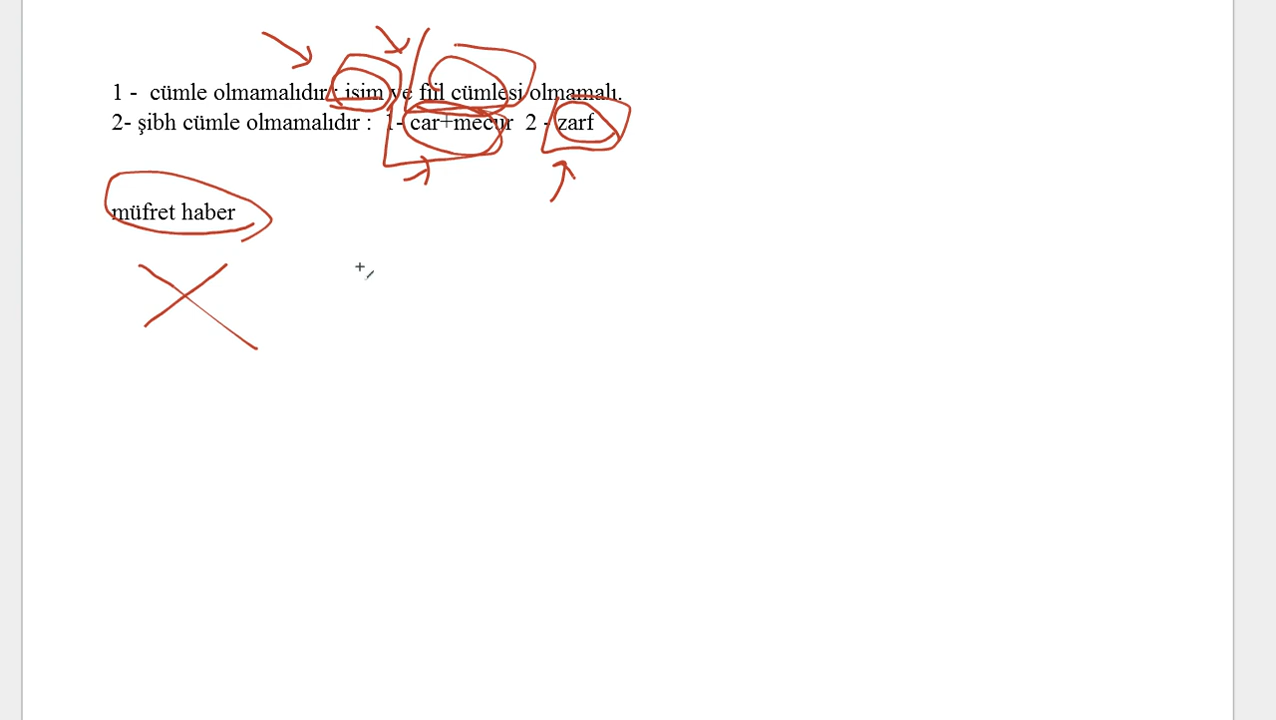 1 - cümle olmamalıdır : isim ve fiil cümlesi olmamalı.
2- şibh cümle olmamalıdır : 1- car+mecur 2 - zarf
müfret haber